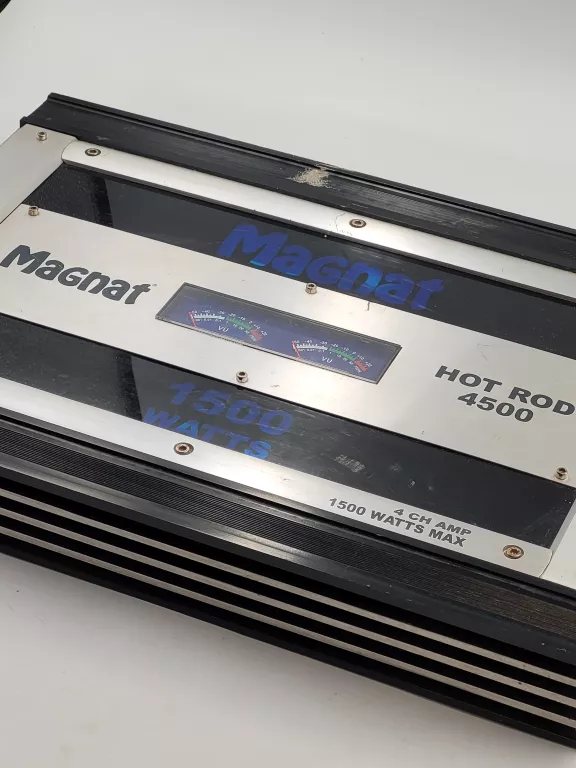 Magnat
Magnat®
VU
VU
HOT ROD
4500
1500
WATTS
4 CH AMP
1500 WATTS MAX